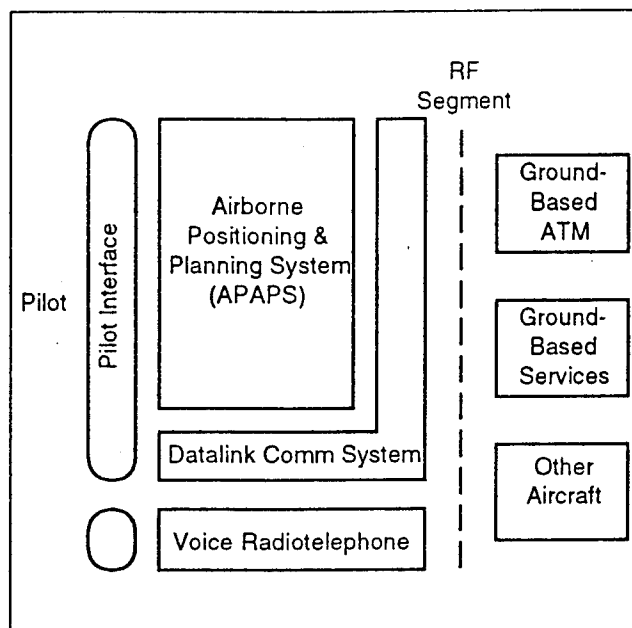 RF
Segment
Airborne
Positioning &
Planning System
(APAPS)
Pilot
Pilot Interface
Datalink Comm System
Voice Radiotelephone
Ground-
Based
ATM
Ground-
Based
Services
Other
Aircraft